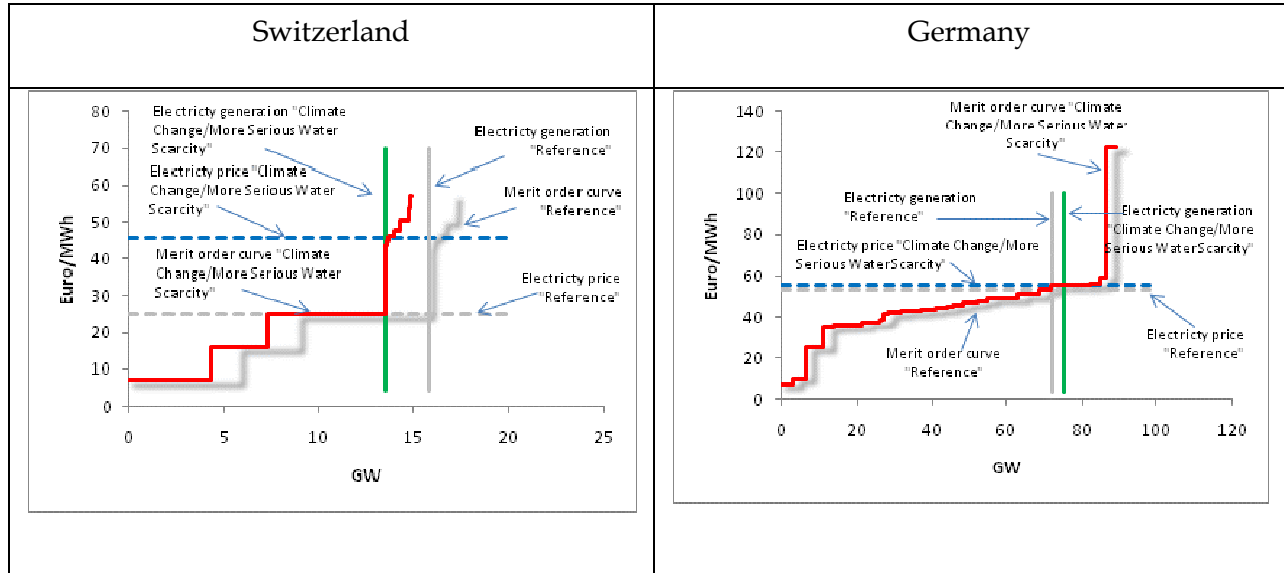 Switzerland
Electricty generation "Climate
Change/More Serious Water
Scarcity"
Electricity price "Climate
Change/More Serious Water
Scarcity"
Merit order curve "Climate
Change/More Serious Water
Scarcity"
Electricty generation
"Reference"
Merit order curve
"Reference"
Electricty price
"Reference"
Euro/MWh
80
70
60
50
40
30
20
10
0
0 5 10 15 20 25
GW
Germany
Merit order curve "Climate
Change/More Serious Water
Scarcity"
Electricty generation
"Reference"
Electricity price "Climate Change/More
Serious WaterScarcity"
Electricty generation
"Climate Change/More
Serious WaterScarcity"
Merit order curve
"Reference"
Electricty price
"Reference"
Euro/MWh
140
120
100
80
60
40
20
0
0 20 40 60 80 100 120
GW